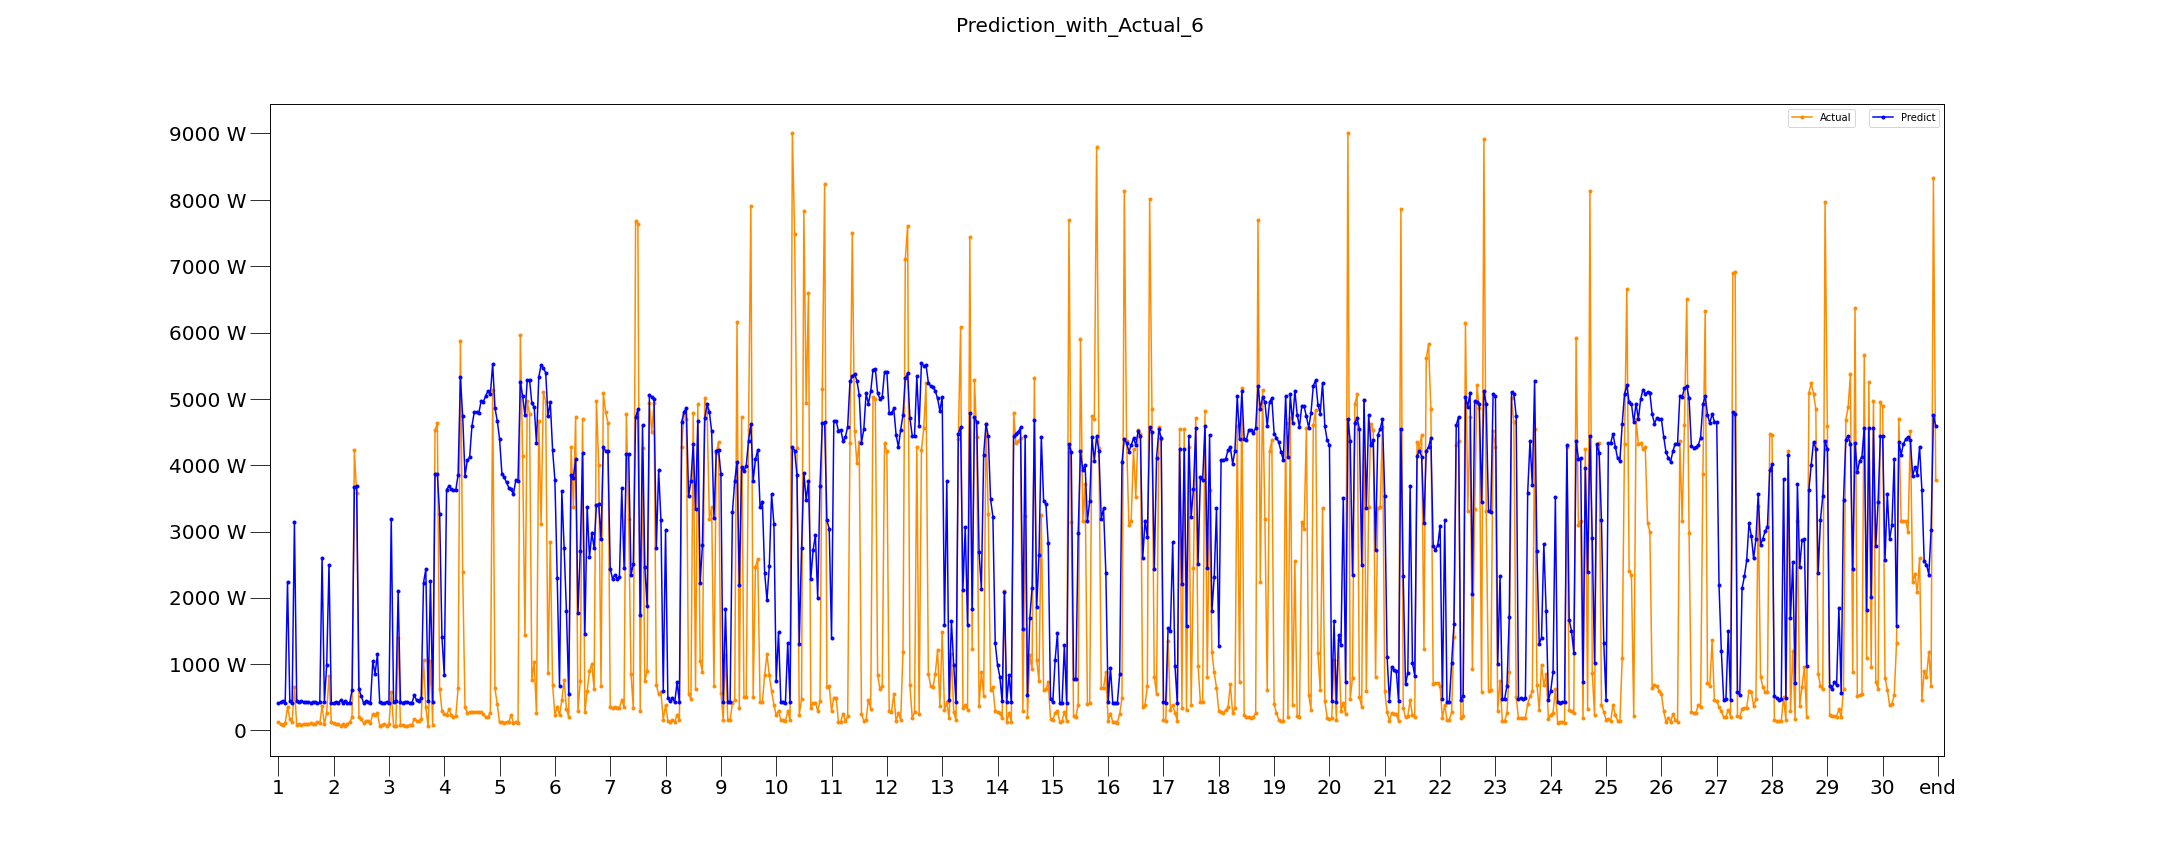 Prediction_with_Actual_6
Actual Predict
9000 W
8000 W
7000 W
6000 W
5000 W
4000 W
3000 W
2000 W
1000 W
0
1 2 3 4 5 6 7 8 9 10 11 12 13 14 15 16 17 18 19 20 21 22 23 24 25 26 27 28 29 30 end